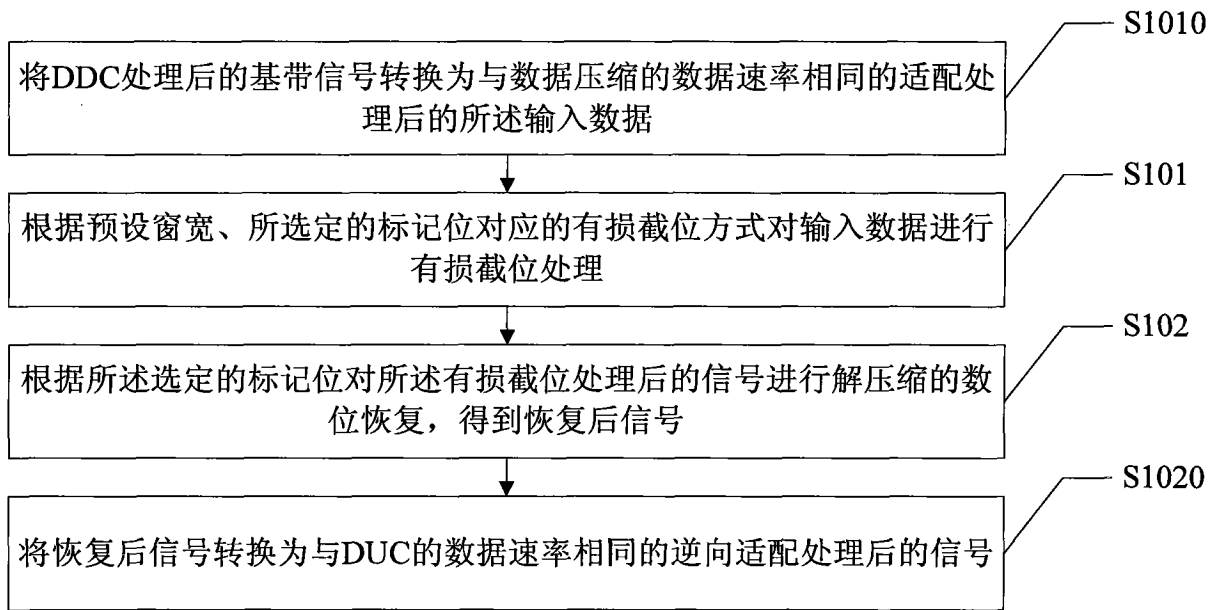 S1010
将DDC处理后的基带信号转换为与数据压缩的数据速率相同的适配处
理后的所述输入数据
S101
根据预设窗宽、所选定的标记位对应的有损截位方式对输入数据进行
有损截位处理
S102
根据所述选定的标记位对所述有损截位处理后的信号进行解压缩的数
位恢复，得到恢复后信号
S1020
将恢复后信号转换为与DUC的数据速率相同的逆向适配处理后的信号